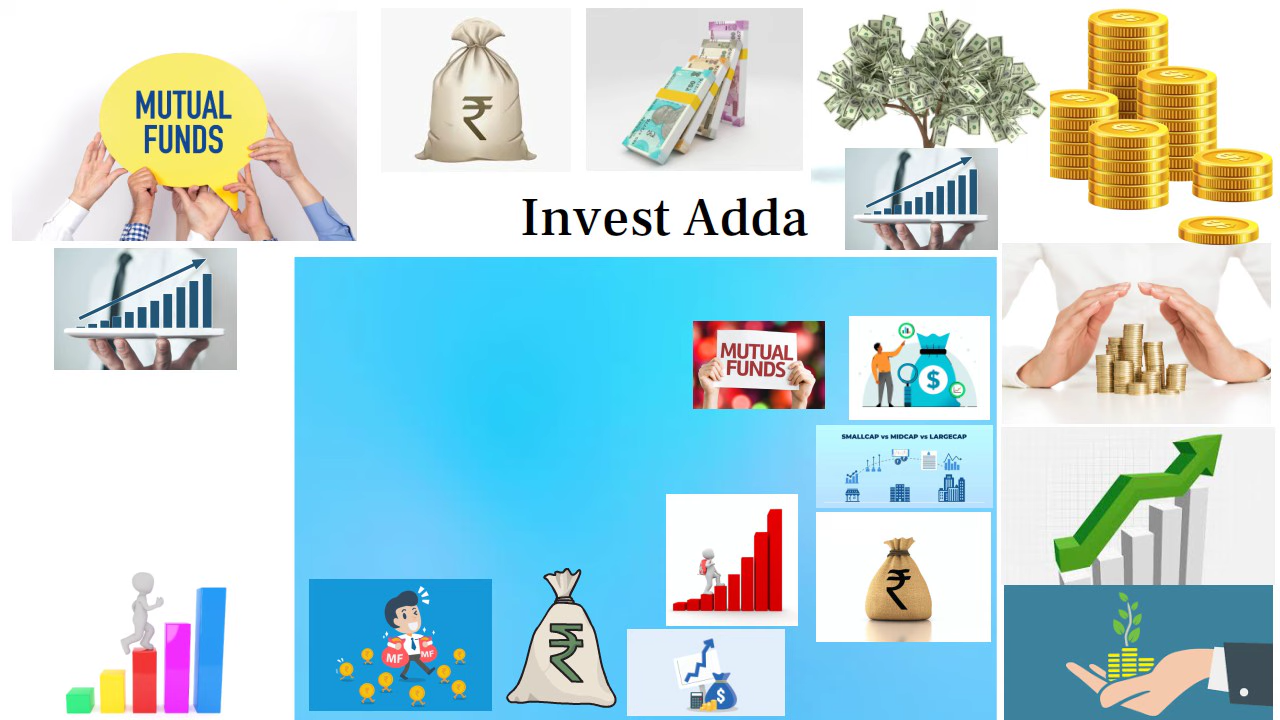 MUTUAL
FUNDS
₹
Invest Adda
MUTUAL
FUNDS
$
SMALLCAP vs MIDCAP vs LARGECAP
₹
MF MF
₹
$